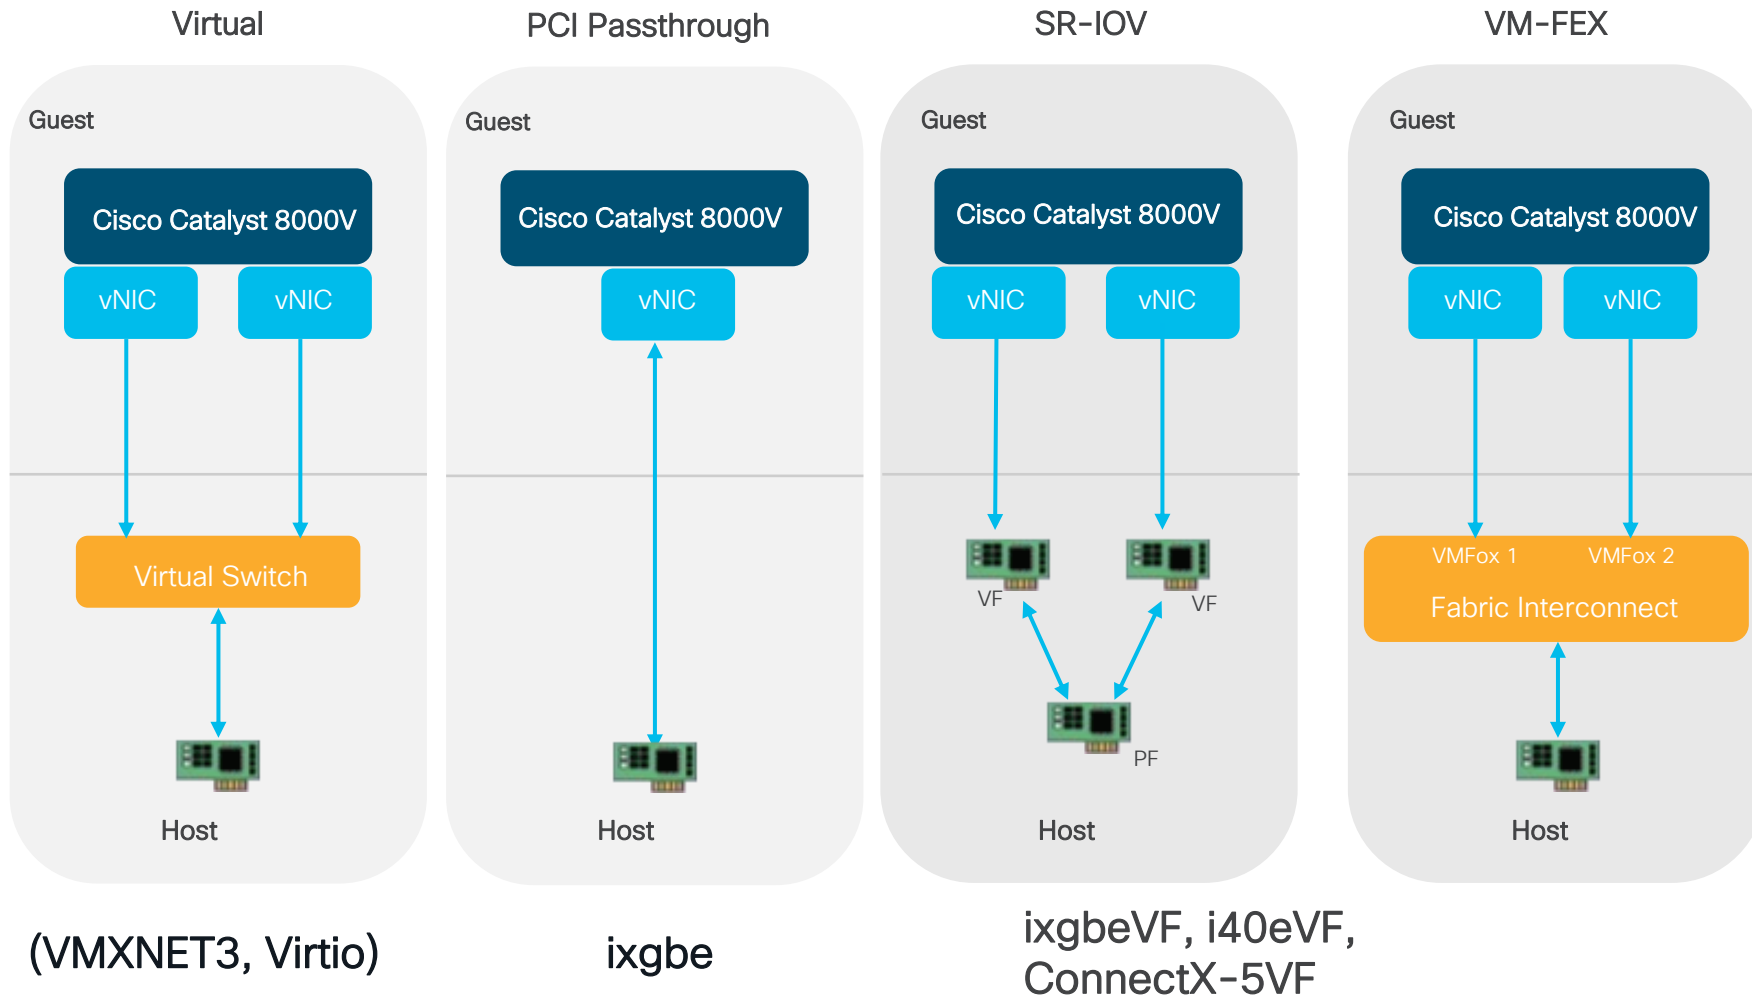 Virtual
Guest
Cisco Catalyst 8000V
vNIC
vNIC
Virtual Switch
Host
(VMXNET3, Virtio)
PCI Passthrough
Guest
Cisco Catalyst 8000V
vNIC
Host
ixgbe
SR-IOV
Guest
Cisco Catalyst 8000V
vNIC
vNIC
VF
VF
PF
Host
ixgbeVF, i40eVF,
ConnectX-5VF
VM-FEX
Guest
Cisco Catalyst 8000V
vNIC
vNIC
VMFox 1
VMFox 2
Fabric Interconnect
Host